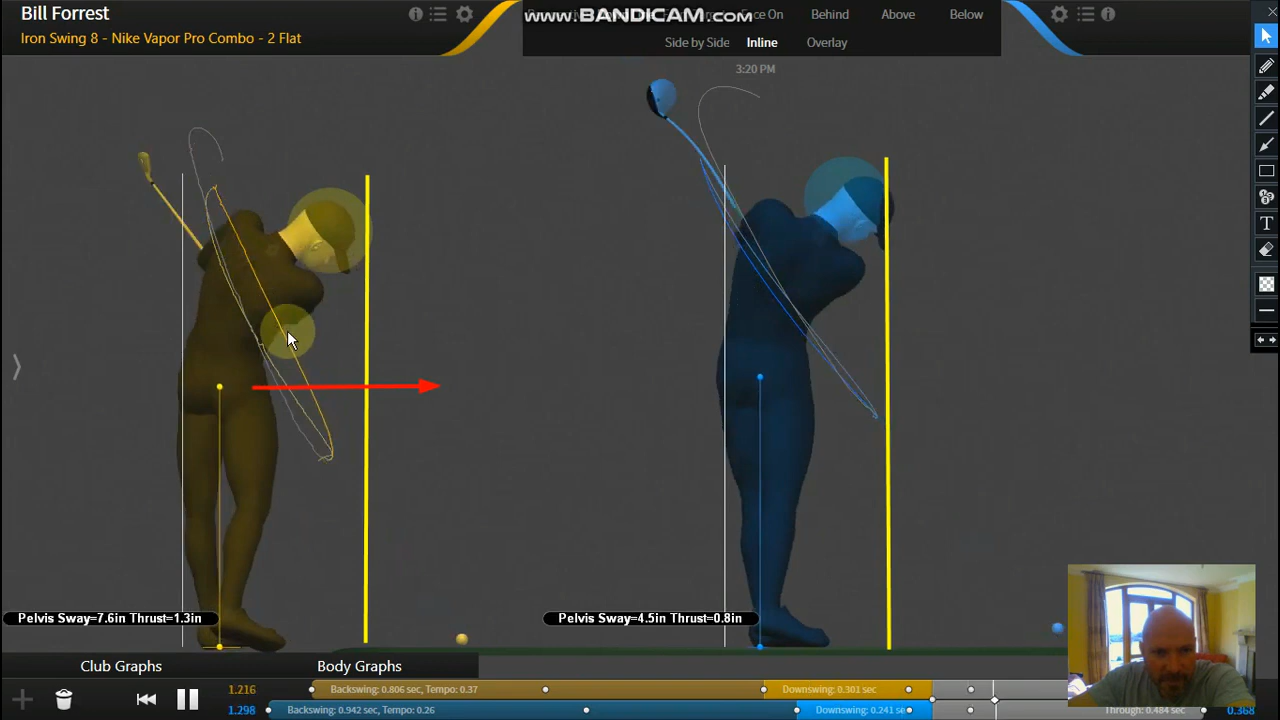 Bill Forrest
Iron Swing 8 - Nike Vapor Pro Combo - 2 Flat
www.BANDICAM.com
Face On
Behind
Above
Below
Side by Side
Inline
Overlay
3:20 PM
T
Pelvis Sway=7.6in Thrust=1.3in
Pelvis Sway=4.5in Thrust=0.8in
Club Graphs
Body Graphs
1.216
Backswing: 0.806 sec, Tempo: 0.37
Downswing: 0.301 sec
1.298
Backswing: 0.942 sec, Tempo: 0.26
Downswing: 0.241 se
Through: 0.484 sec
0.368